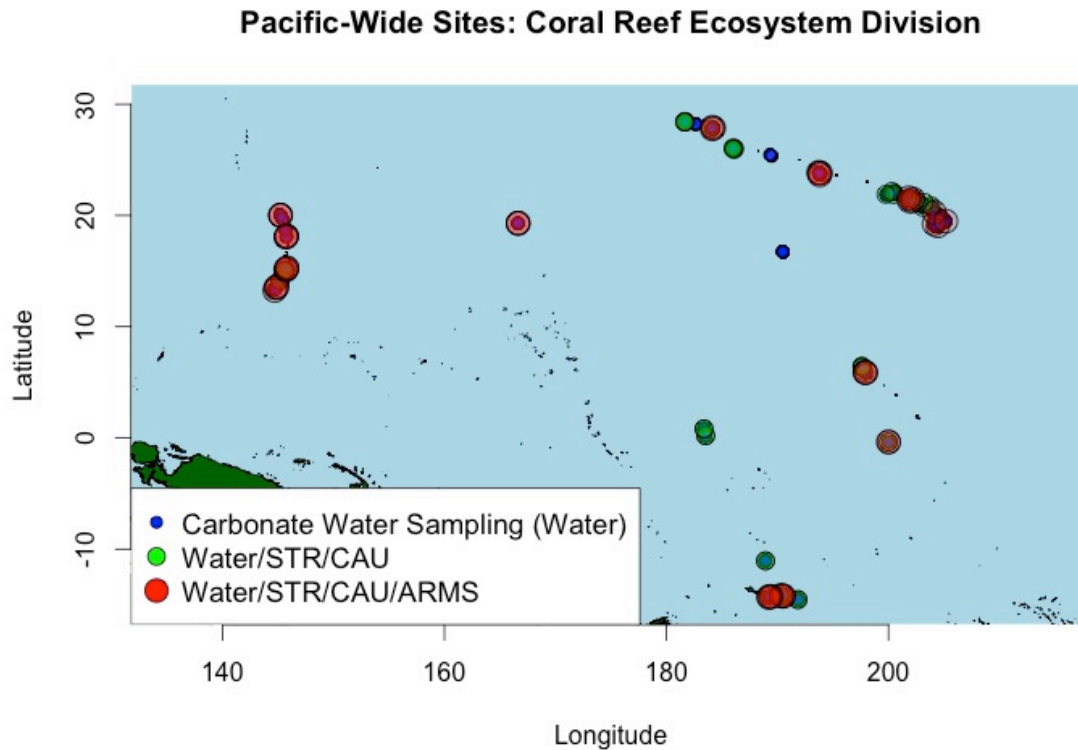 Pacific-Wide Sites: Coral Reef Ecosystem Division
30
20
10
0
-10
Latitude
Carbonate Water Sampling (Water)
Water/STR/CAU
Water/STR/CAU/ARMS
140
160
180
200
Longitude